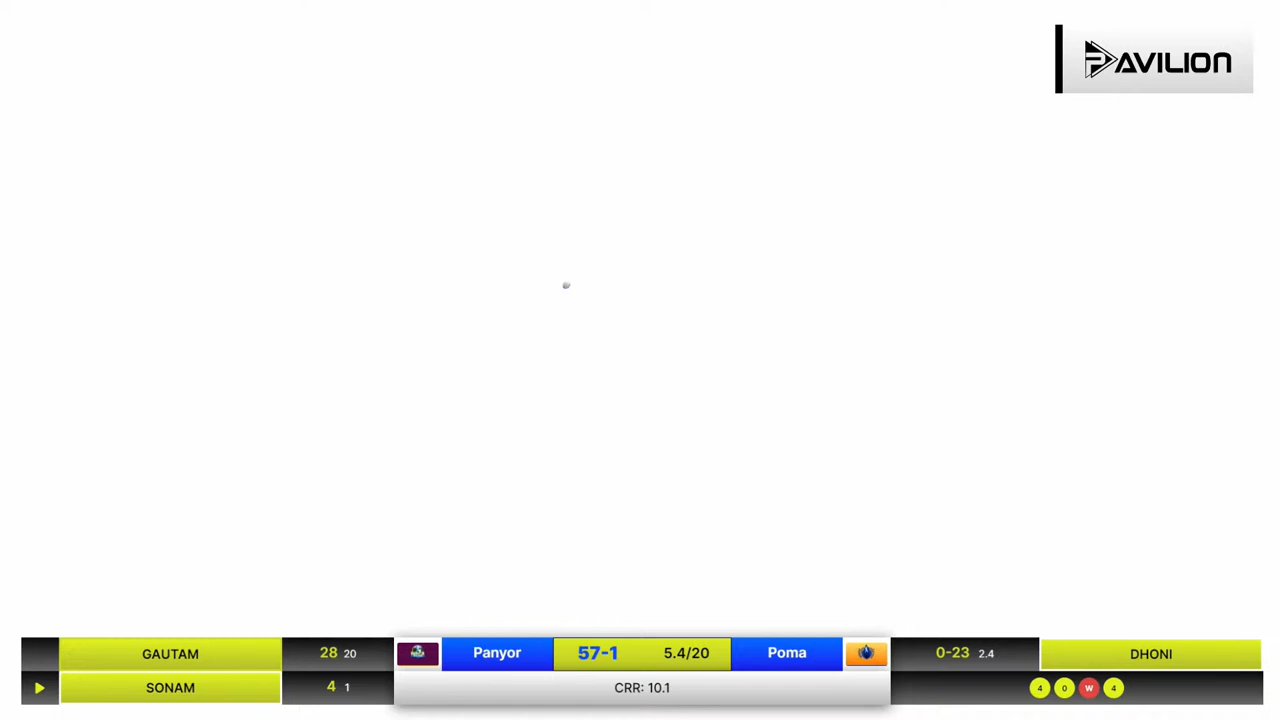 PAVILION
GAUTAM 28 20 Panyor 57-1 5.4/20 Poma 0-23 2.4 DHONI
SONAM 4 1 CRR: 10.1 4 0 W 4